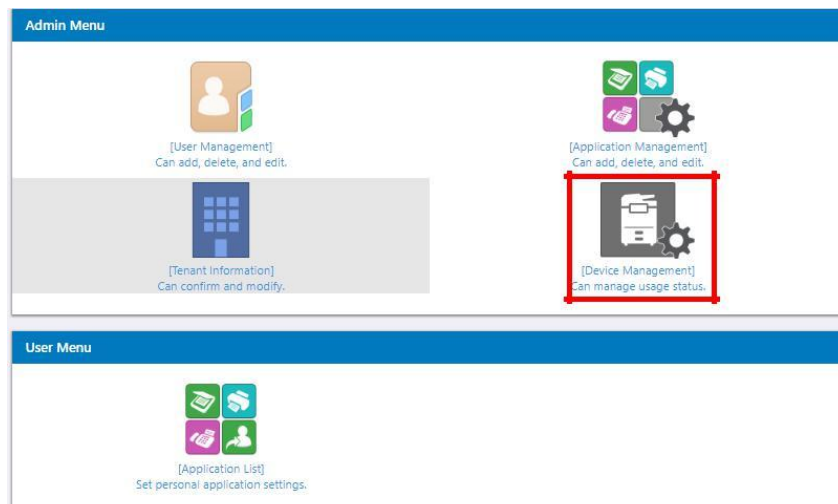 Admin Menu
[User Management]
Can add, delete, and edit.
[Application Management]
Can add, delete, and edit.
[Tenant Information]
Can confirm and modify.
[Device Management]
Can manage usage status.
User Menu
[Application List]
Set personal application settings.